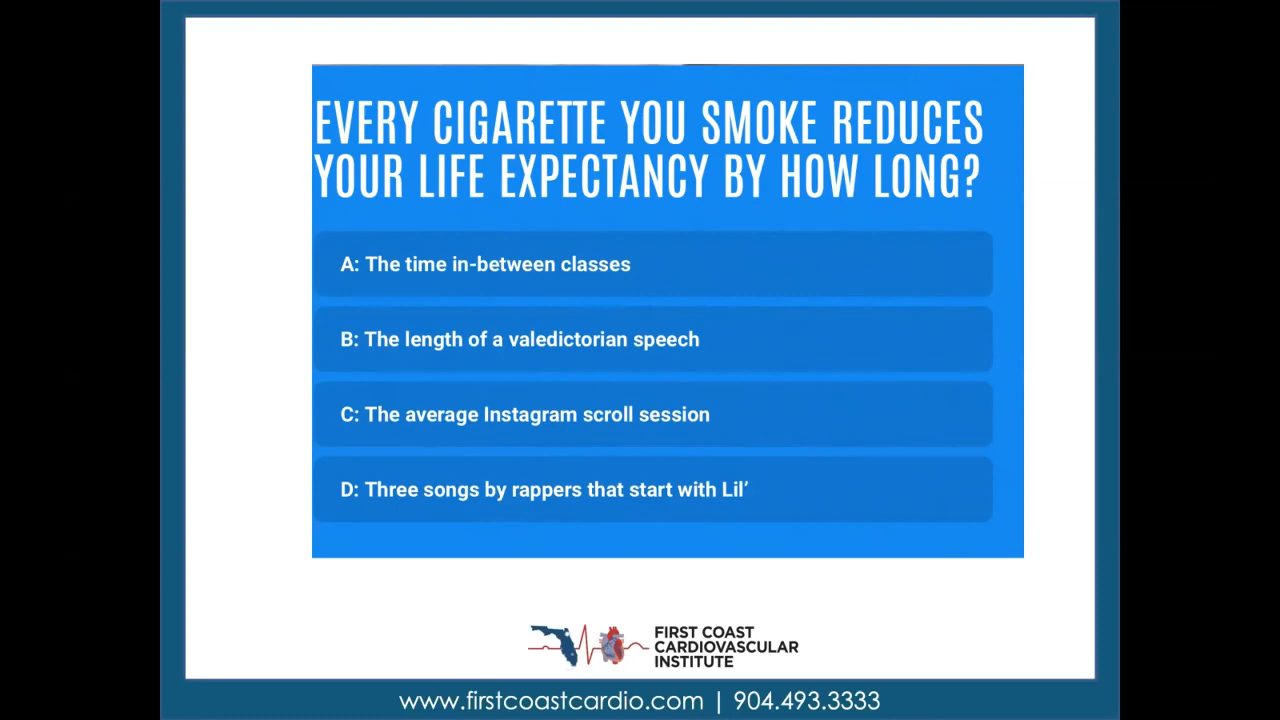 EVERY CIGARETTE YOU SMOKE REDUCES
YOUR LIFE EXPECTANCY BY HOW LONG?
A: The time in-between classes
B: The length of a valedictorian speech
C: The average Instagram scroll session
D: Three songs by rappers that start with Lil’
FIRST COAST
CARDIOVASCULAR
INSTITUTE
www.firstcoastcardio.com | 904.493.3333